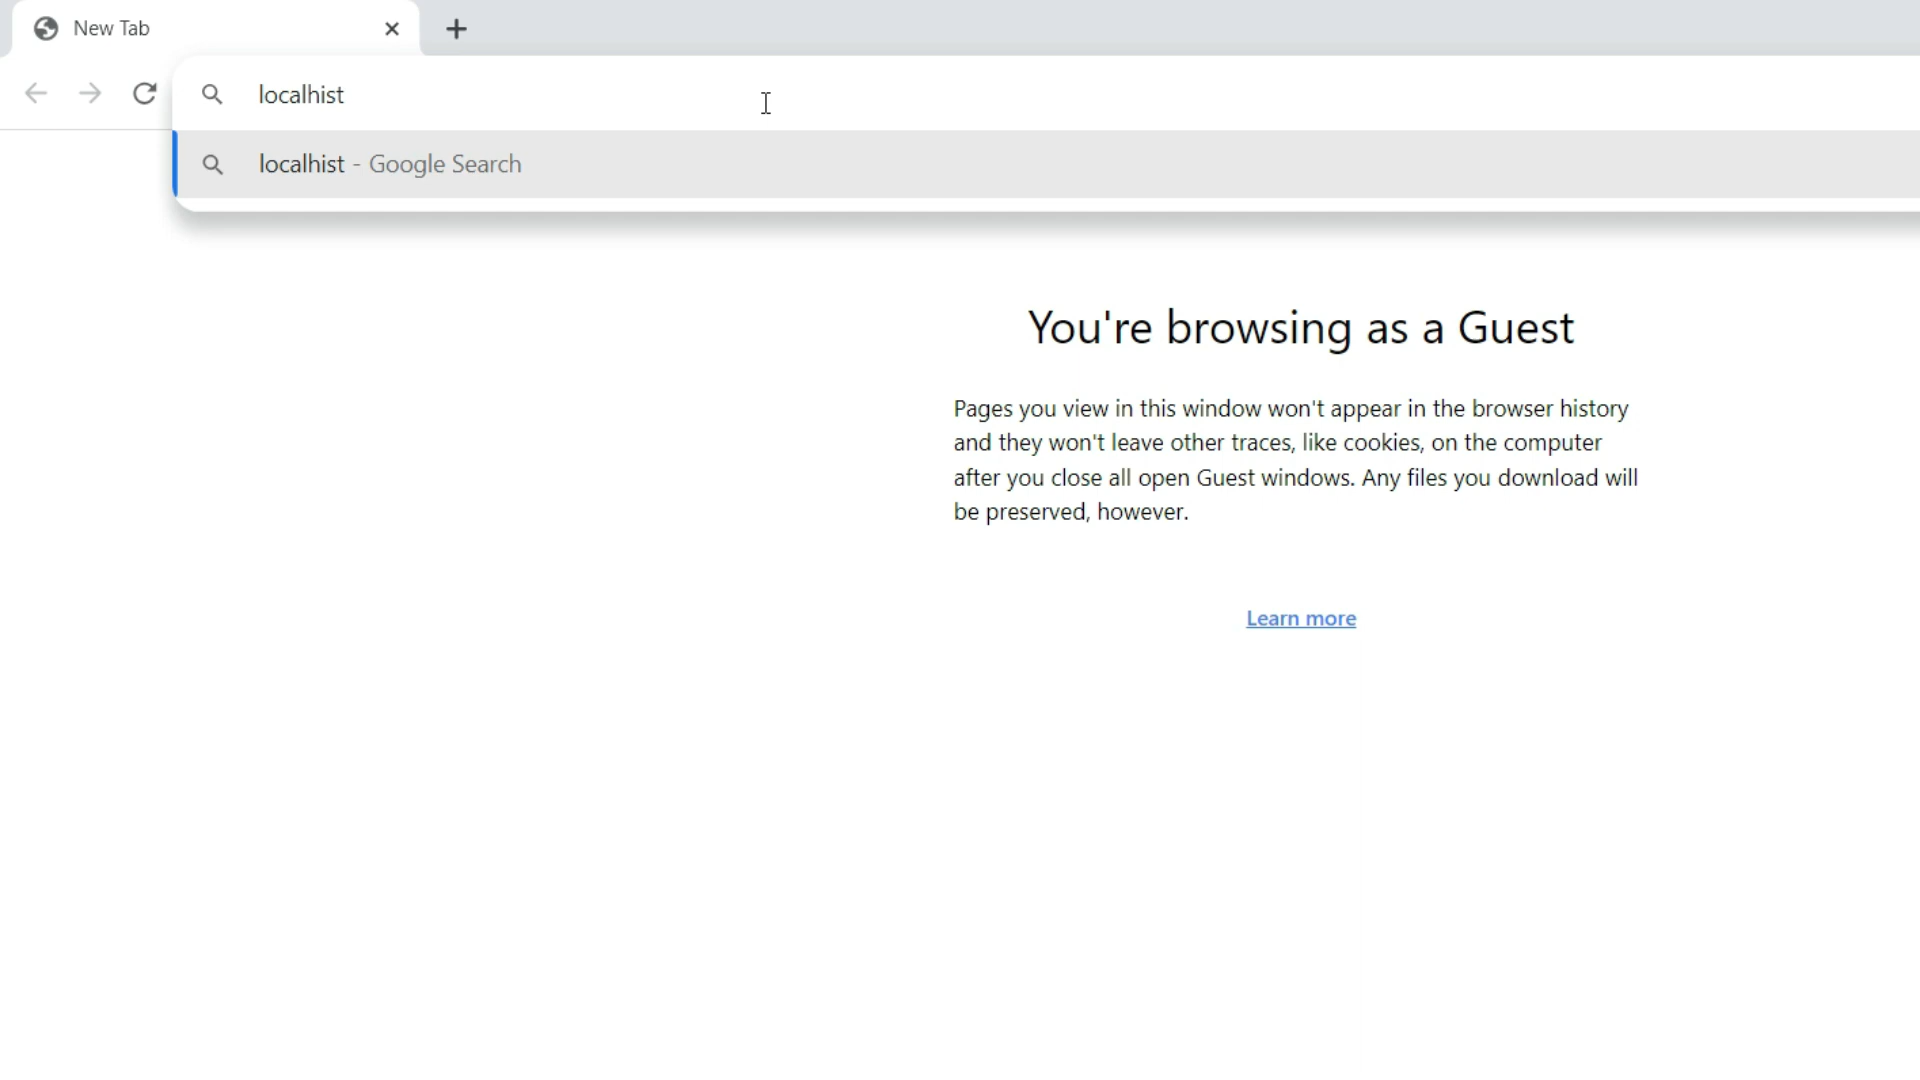 New Tab
localhist
localhist - Google Search
You're browsing as a Guest
Pages you view in this window won't appear in the browser history
and they won't leave other traces, like cookies, on the computer
after you close all open Guest windows. Any files you download will
be preserved, however.
Learn more